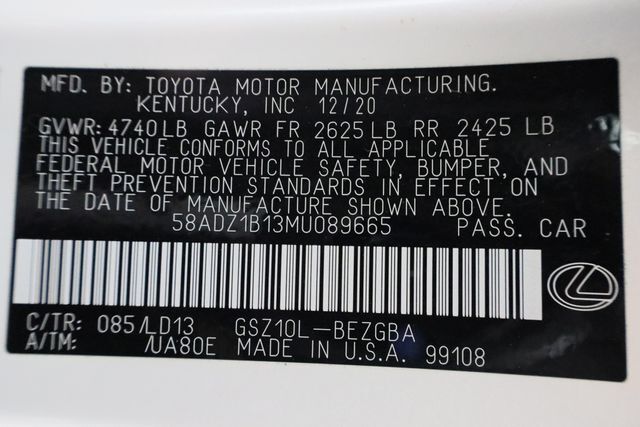 MFD. BY: TOYOTA MOTOR MANUFACTURING.
KENTUCKY, INC 12/20
GVWR: 4740 LB GAWR FR 2625 LB RR 2425 LB
THIS VEHICLE CONFORMS TO ALL APPLICABLE
FEDERAL MOTOR VEHICLE SAFETY, BUMPER, AND
THEFT PREVENTION STANDARDS IN EFFECT ON
THE DATE OF MANUFACTURE SHOWN ABOVE.
58ADZ1B13MU089665 PASS. CAR
C/TR: 085/LD13 GSZ10L-BEZGBA
A/TM: /UA80E MADE IN U.S.A. 99108